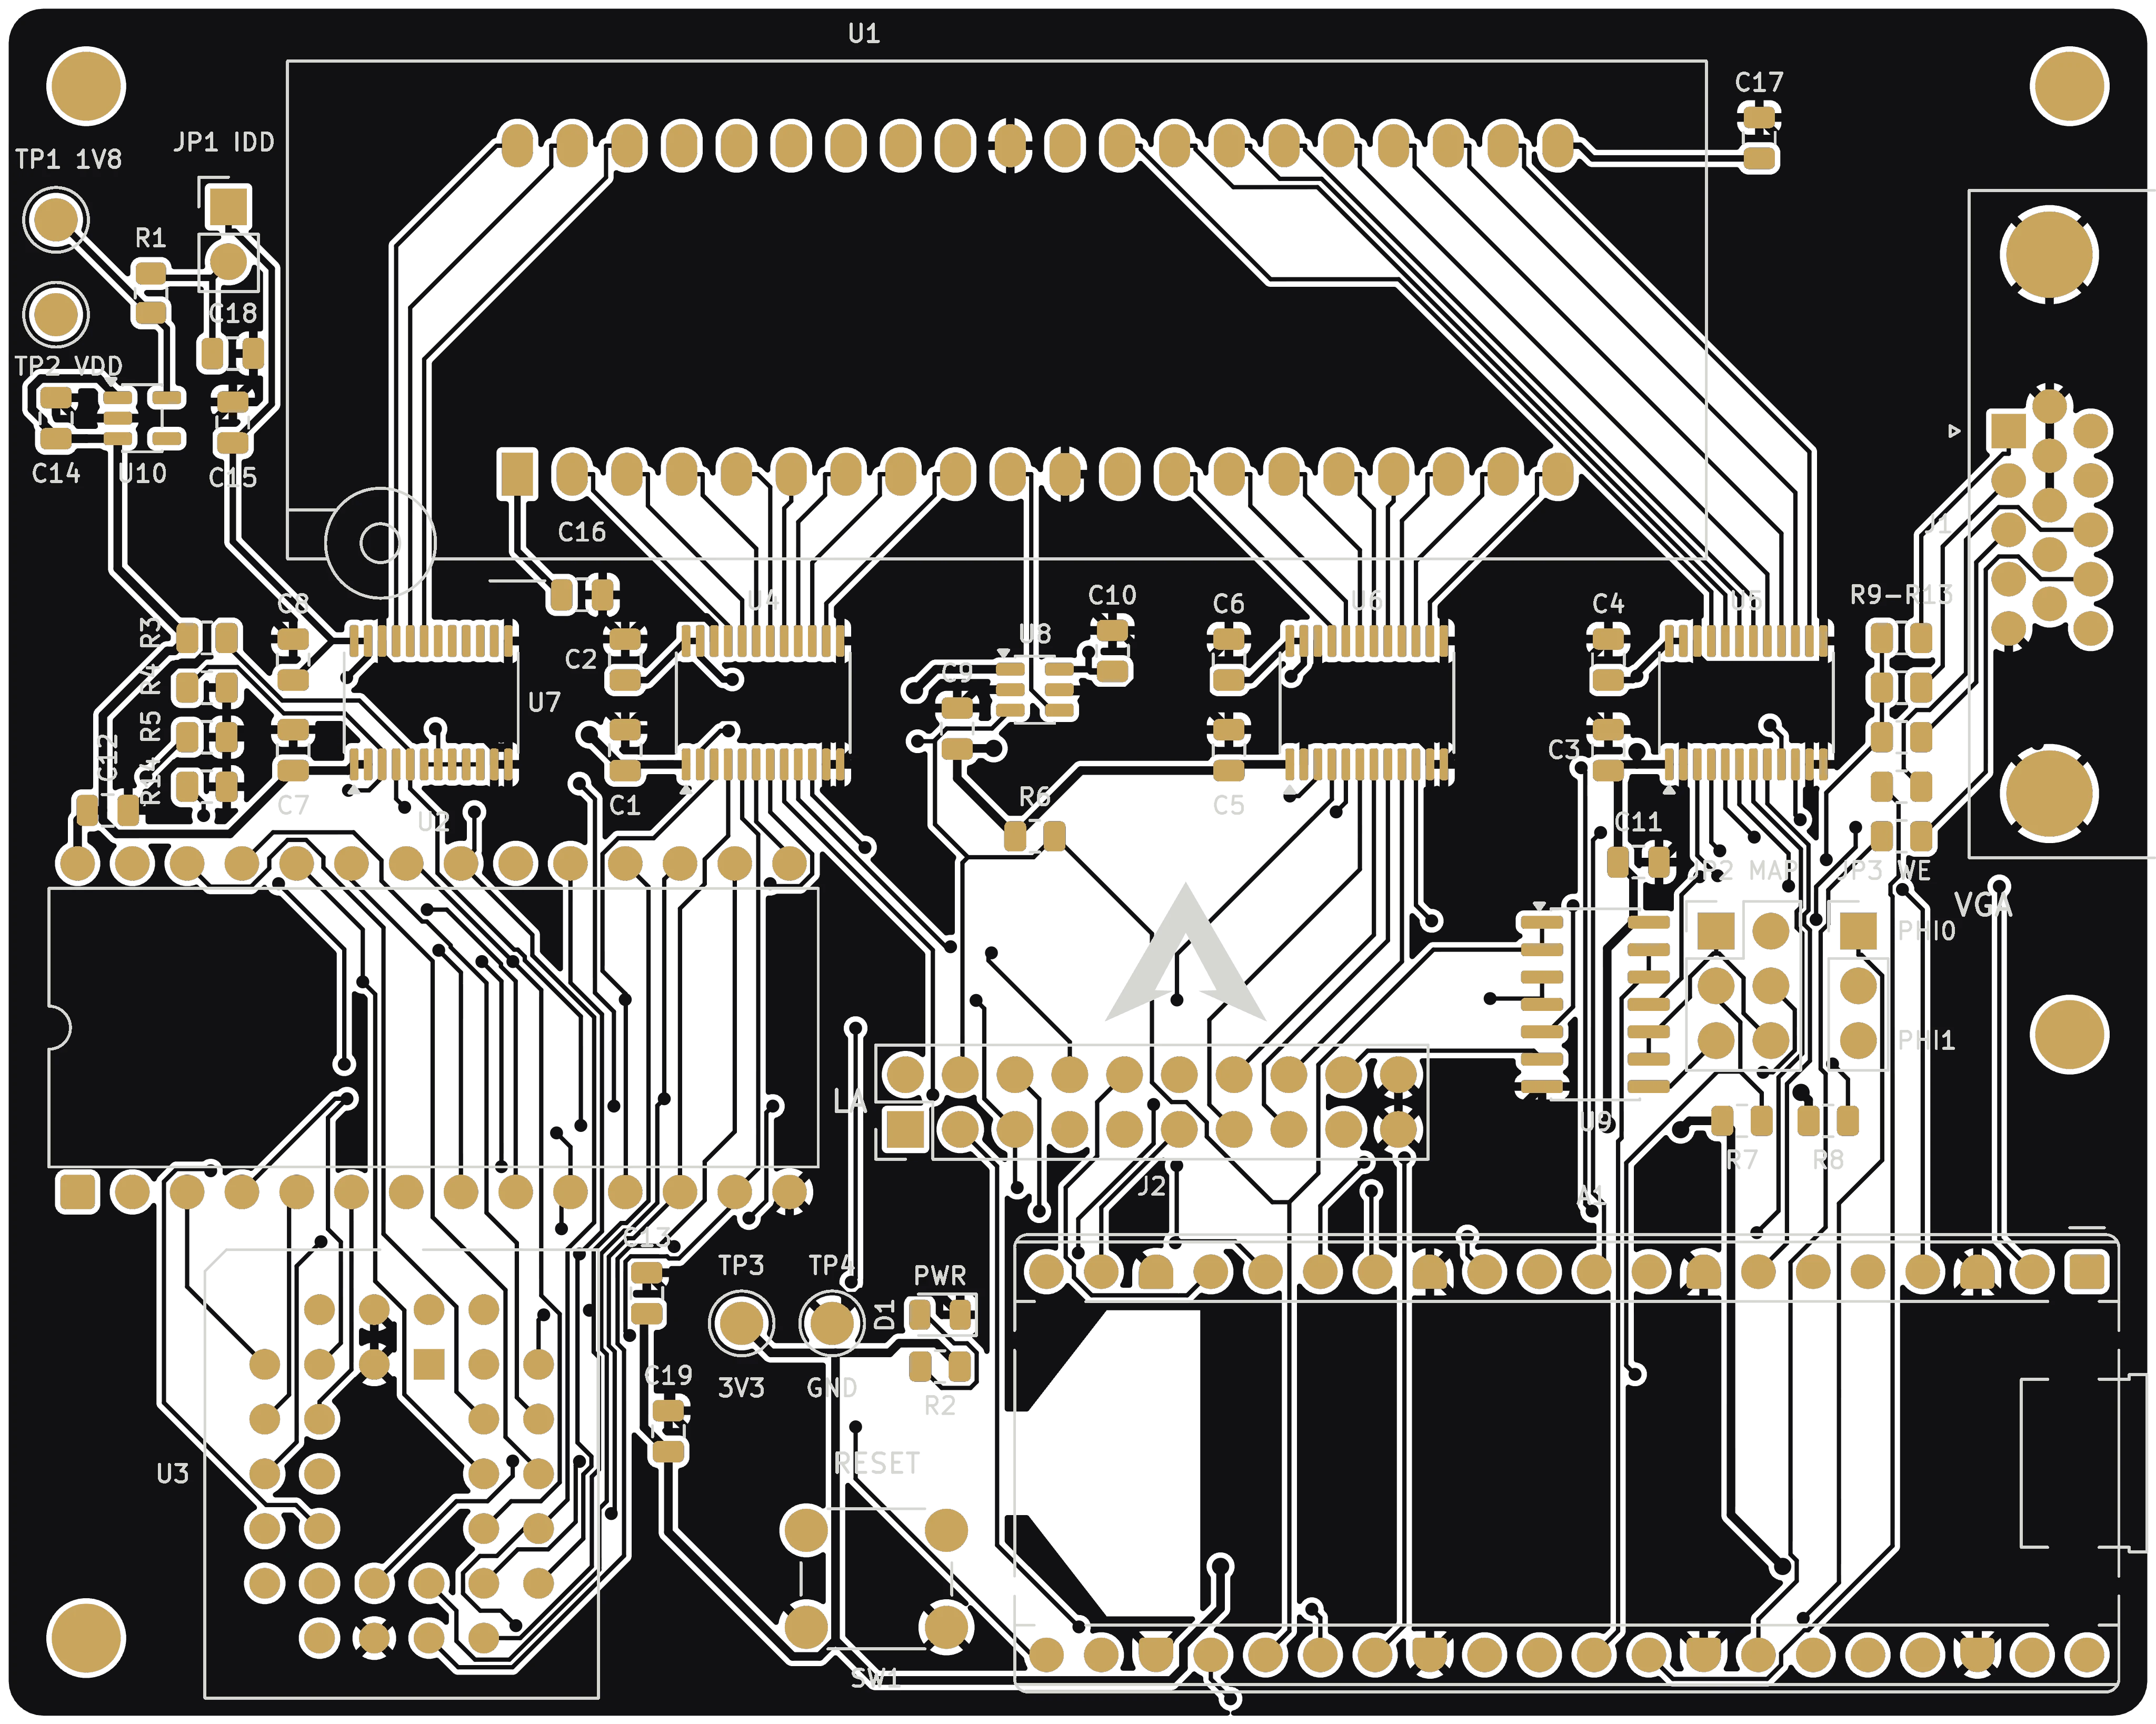 U1
C17
JP1 IDD
TP1 1V8
R1
C18
TP2 VDD
C14
U10
C15
C16
J1
C8
U4
C10
C6
U6
C4
U5
R9-R13
R3
U8
C2
R4
C9
U7
R5
C12
C3
R14
C7
U2
C1
R6
C5
C11
JP2 MAP
JP3 WE
VGA
PHI0
PHI1
LA
U9
R7
R8
J2
A1
C13
TP3
TP4
PWR
D1
C19
3V3
GND
R2
RESET
U3
SW1